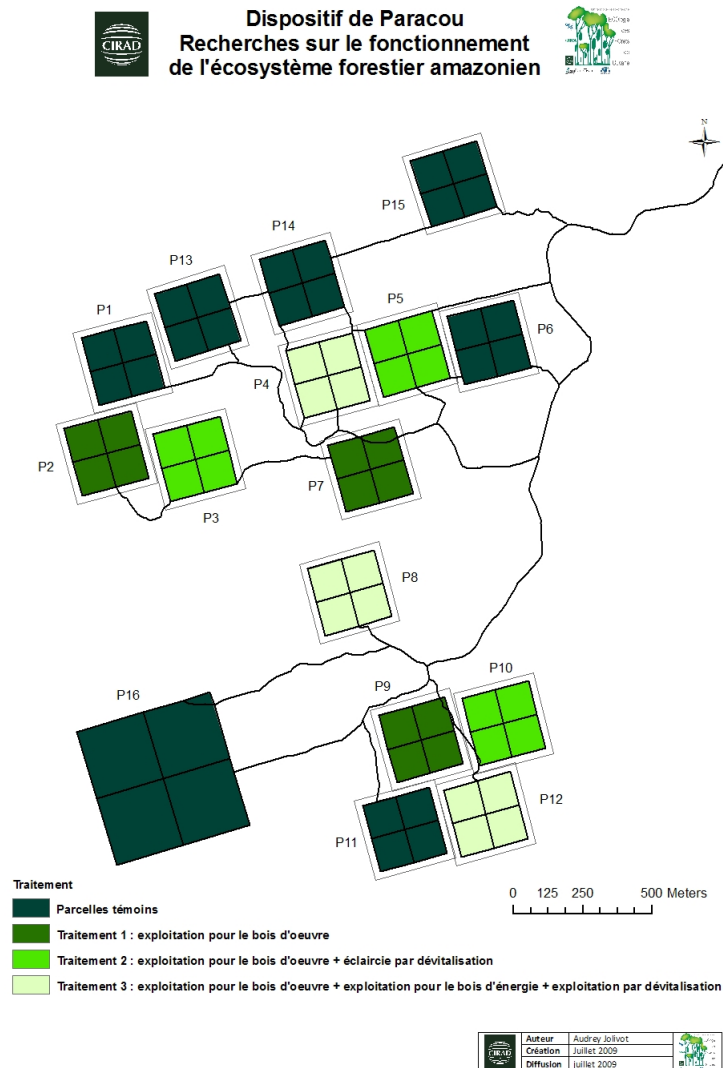 Dispositif de Paracou
Recherches sur le fonctionnement
de l'écosystème forestier amazonien
CIRAD
N
P15
P14
P13
P5
P1
P6
P4
P2
P7
P3
P8
P10
P9
P16
P12
P11
Traitement
0 125 250 500 Meters
Parcelles témoins
Traitement 1 : exploitation pour le bois d'oeuvre
Traitement 2 : exploitation pour le bois d'oeuvre + éclaircie par dévitalisation
Traitement 3 : exploitation pour le bois d'oeuvre + exploitation pour le bois d'énergie + exploitation par dévitalisation
CIRAD
Auteur Audrey Jolivot
Création Juillet 2009
Diffusion juillet 2009